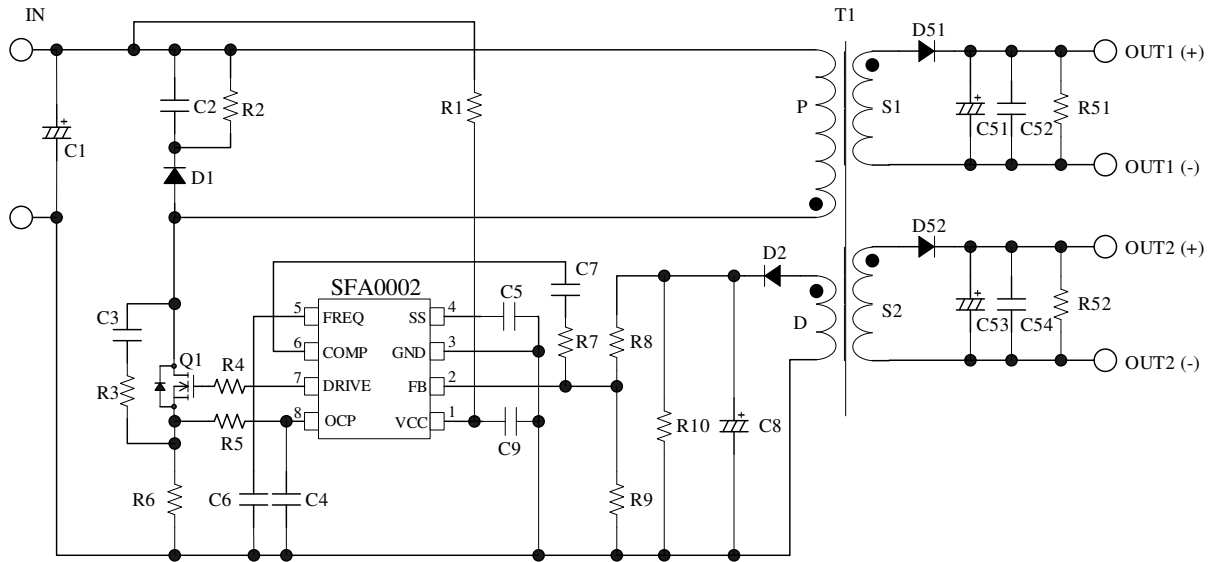 IN
T1
D51
OUT1 (+)
C2
R2
R1
P
S1
C51
C52
R51
C1
D1
OUT1 (-)
D52
OUT2 (+)
D2
C7
SFA0002
C5
C3
5
FREQ
SS
4
R7
R8
D
S2
C53
C54
R52
6
COMP
GND
3
Q1
R4
7
DRIVE
FB
2
OUT2 (-)
R3
R5
8
OCP
VCC
1
C9
R10
C8
R6
C6
C4
R9